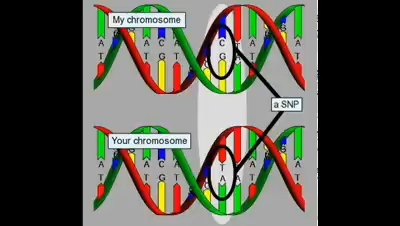 My chromosome
A A C A C A
T T G T G T T
a SNP
Your chromosome
A A C A T A
T T G T A A T